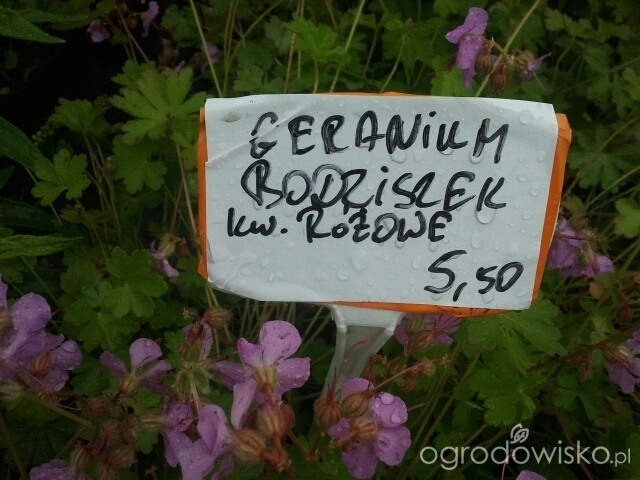 GERANIUM
BODZISZEK
kw. RÓŻOWE
5,50
ogrodowisko.pl